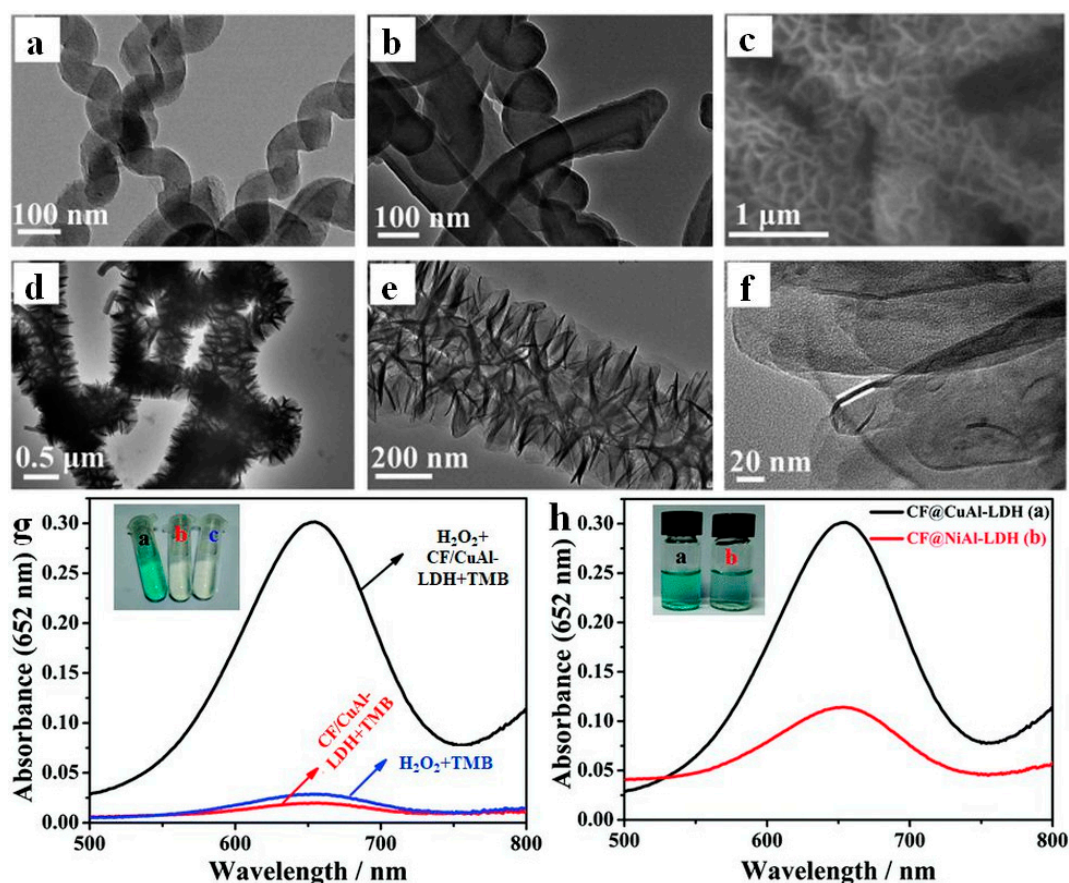 a
100 nm
b
100 nm
c
1 μm
d
0.5 μm
e
200 nm
f
20 nm
g
Absorbance (652 nm)
0.30
0.25
0.20
0.15
0.10
0.05
0.00
a
b
c
H₂O₂+
CF/CuAl-
LDH+TMB
CF/CuAl-
LDH+TMB
H₂O₂+TMB
500
600
700
800
Wavelength / nm
h
Absorbance (652 nm)
0.30
0.25
0.20
0.15
0.10
0.05
0.00
a
b
CF@CuAl-LDH (a)
CF@NiAl-LDH (b)
500
600
700
800
Wavelength / nm